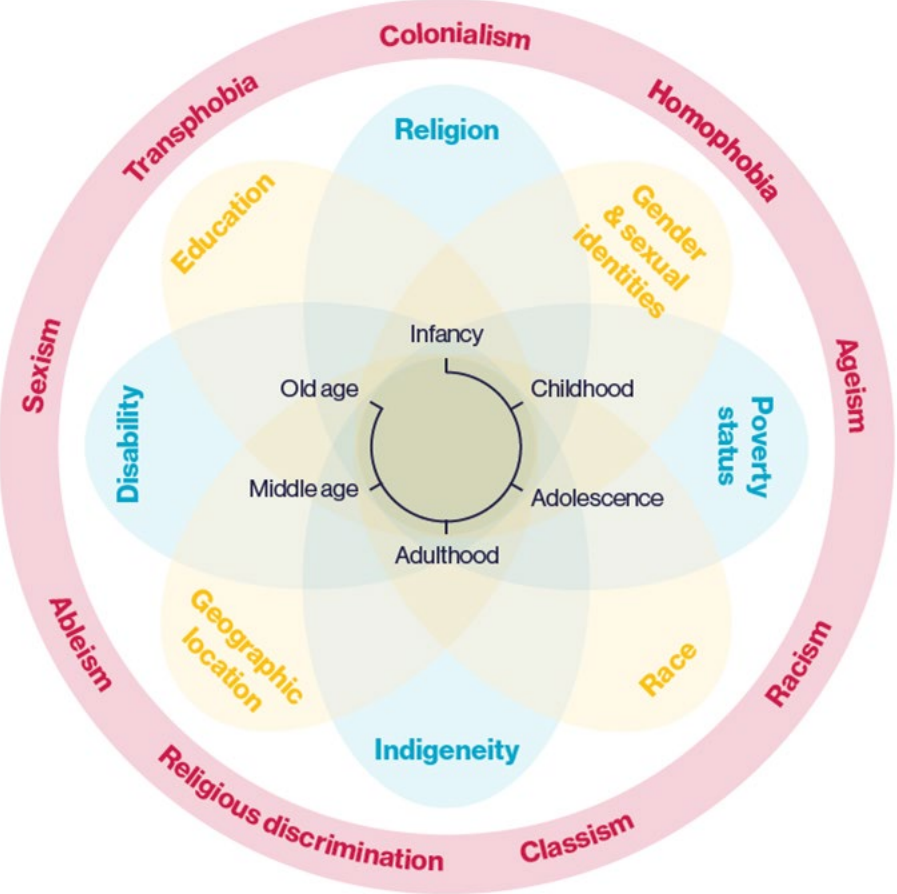 Colonialism
Homophobia
Ageism
Racism
Classism
Religious discrimination
Ableism
Sexism
Transphobia
Religion
Gender
& sexual
identities
Poverty
status
Race
Indigeneity
Geographic
location
Disability
Education
Infancy
Childhood
Adolescence
Adulthood
Middle age
Old age